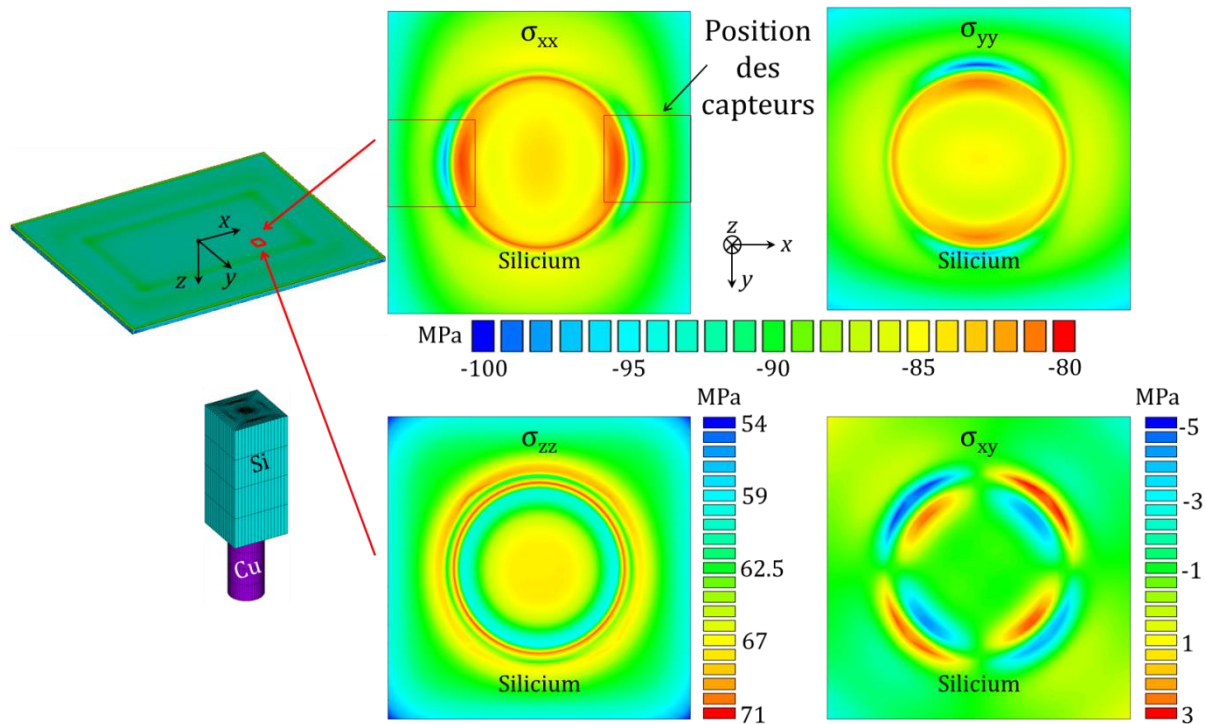 σxx
Position
des
capteurs
σyy
x
z
y
Silicium
z
x
y
Silicium
MPa
-100
-95
-90
-85
-80
Si
Cu
MPa
σzz
54
59
62.5
67
71
Silicium
MPa
σxy
-5
-3
-1
1
3
Silicium